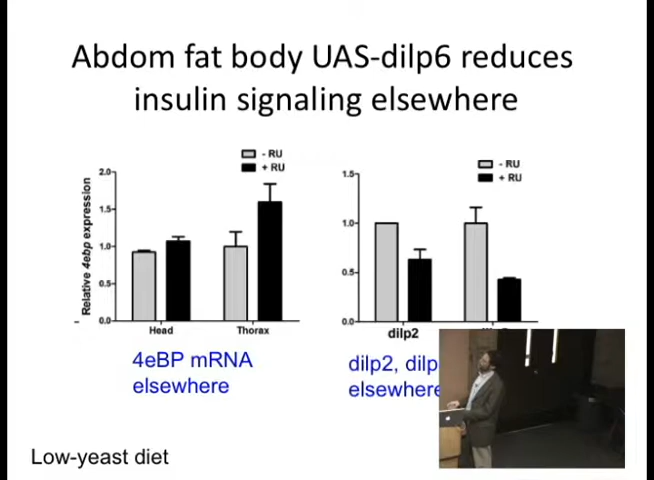 Abdom fat body UAS-dilp6 reduces
insulin signaling elsewhere
- RU
+ RU
2.0
1.5
1.0
0.5
0.0
Relative 4ebp expression
Head Thorax
4eBP mRNA
elsewhere
- RU
+ RU
1.5
1.0
0.5
0.0
dilp2
dilp2, dilp
elsewhere
Low-yeast diet